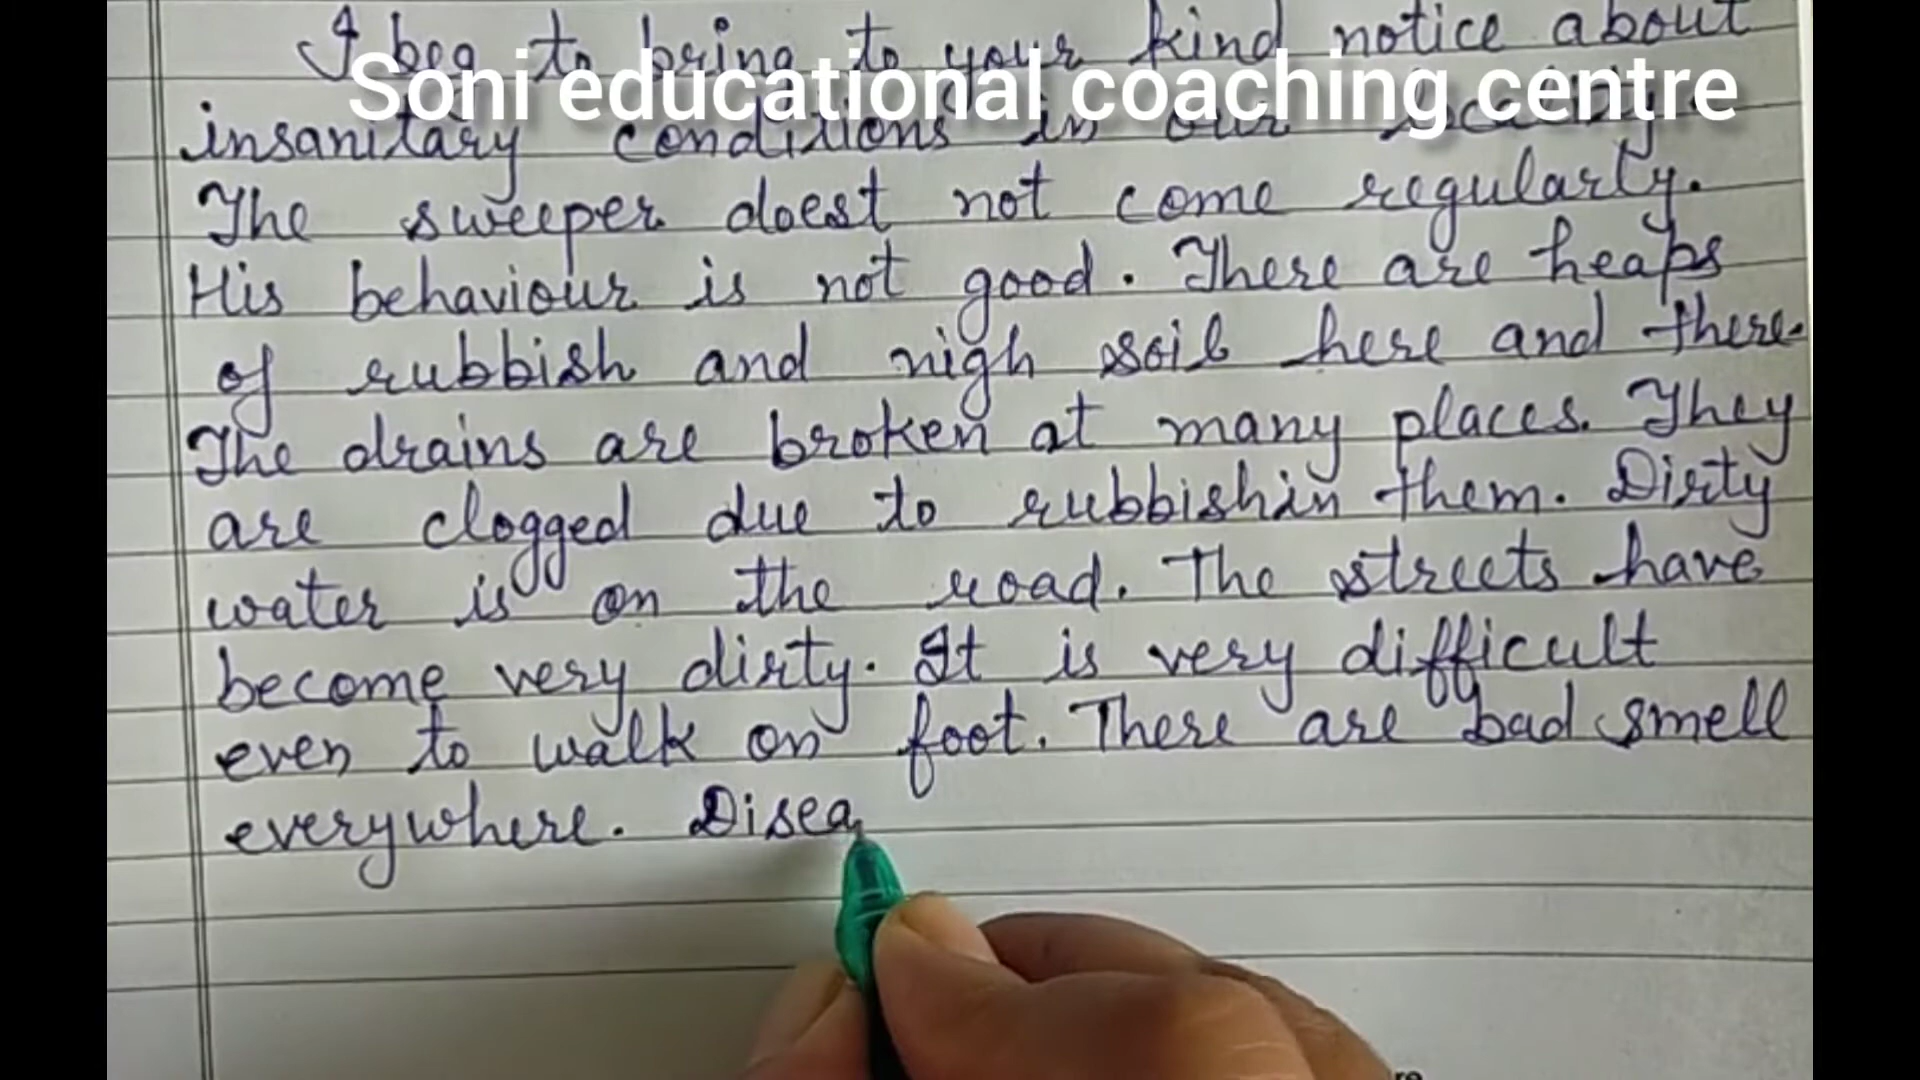 I beg to bring to your kind notice about
Soni educational coaching centre
insanitary conditions in our locality.
The sweeper doest not come regularly.
His behaviour is not good. There are heaps
of rubbish and nigh soil here and there.
The drains are broken at many places. They
are clogged due to rubbishin them. Dirty
water is on the road. The streets have
become very dirty. It is very difficult
even to walk on foot. There are bad smell
everywhere. Disea